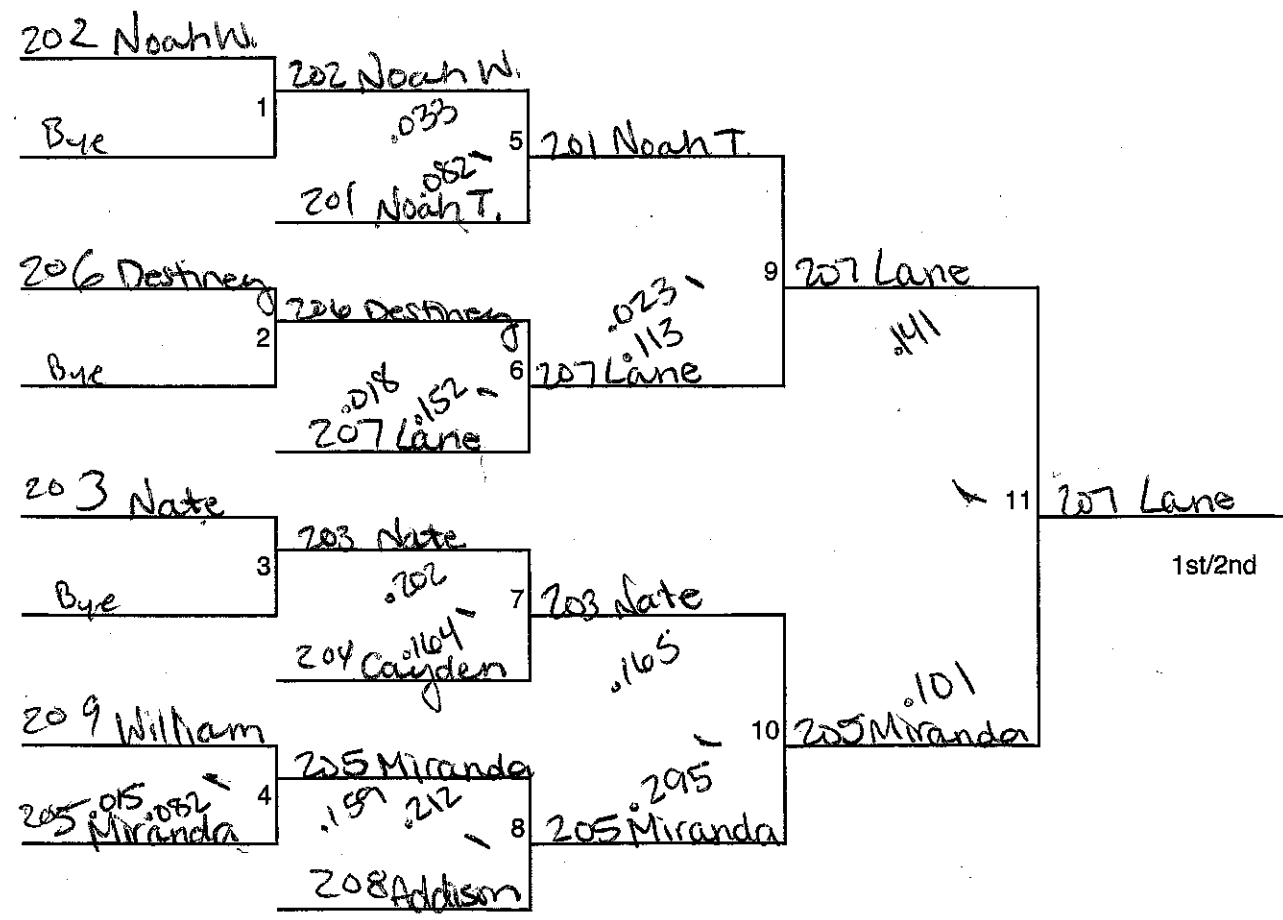 202 Noah W.
202 Noah W.
1
Bye
.033
5
201 Noah T.
.082
201 Noah T.
206 Destiney
206 Destiney
2
Bye
.018
.152
207 Lane
6
207 Lane
.023
.113
9
207 Lane
.141
203 Nate
203 Nate
3
Bye
.202
.164
204 Cayden
7
203 Nate
.165
209 William
205 Miranda
.015
.082
4
205 Miranda
.159
.212
208 Addison
8
205 Miranda
.295
10
205 Miranda
.101
11
207 Lane
1st/2nd